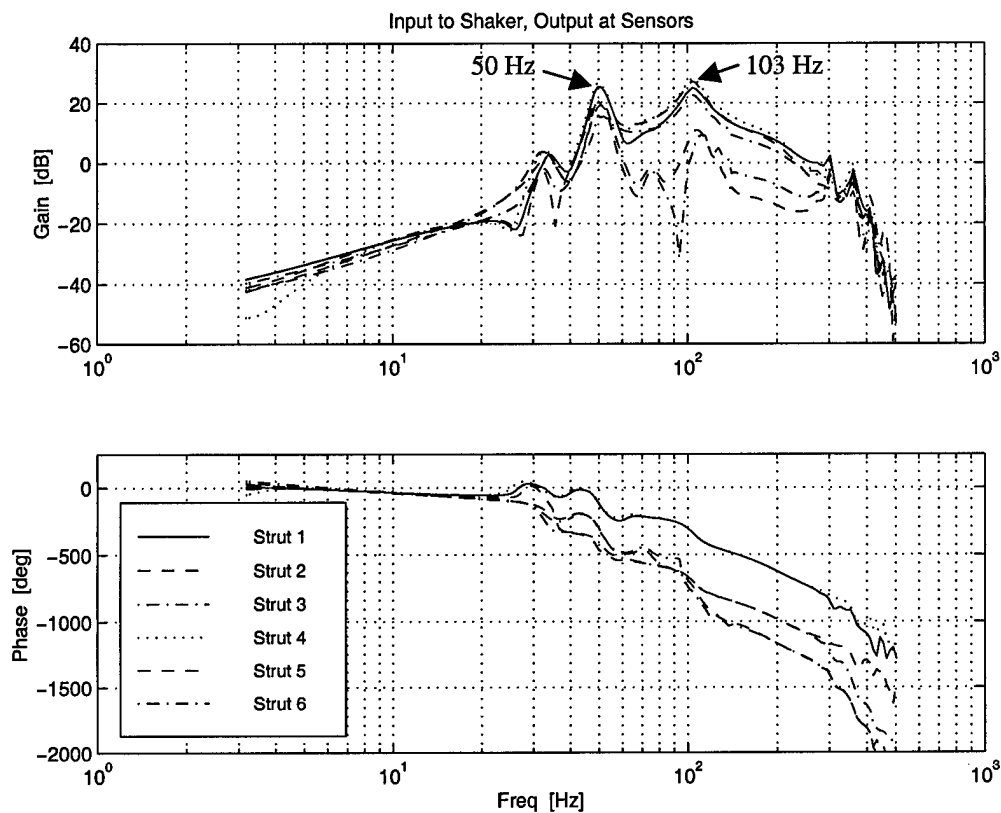 Input to Shaker, Output at Sensors
40
20
0
−20
−40
−60
Gain [dB]
50 Hz
103 Hz
10^0
10^1
10^2
10^3
0
−500
−1000
−1500
−2000
Phase [deg]
Strut 1
Strut 2
Strut 3
Strut 4
Strut 5
Strut 6
10^0
10^1
10^2
10^3
Freq [Hz]